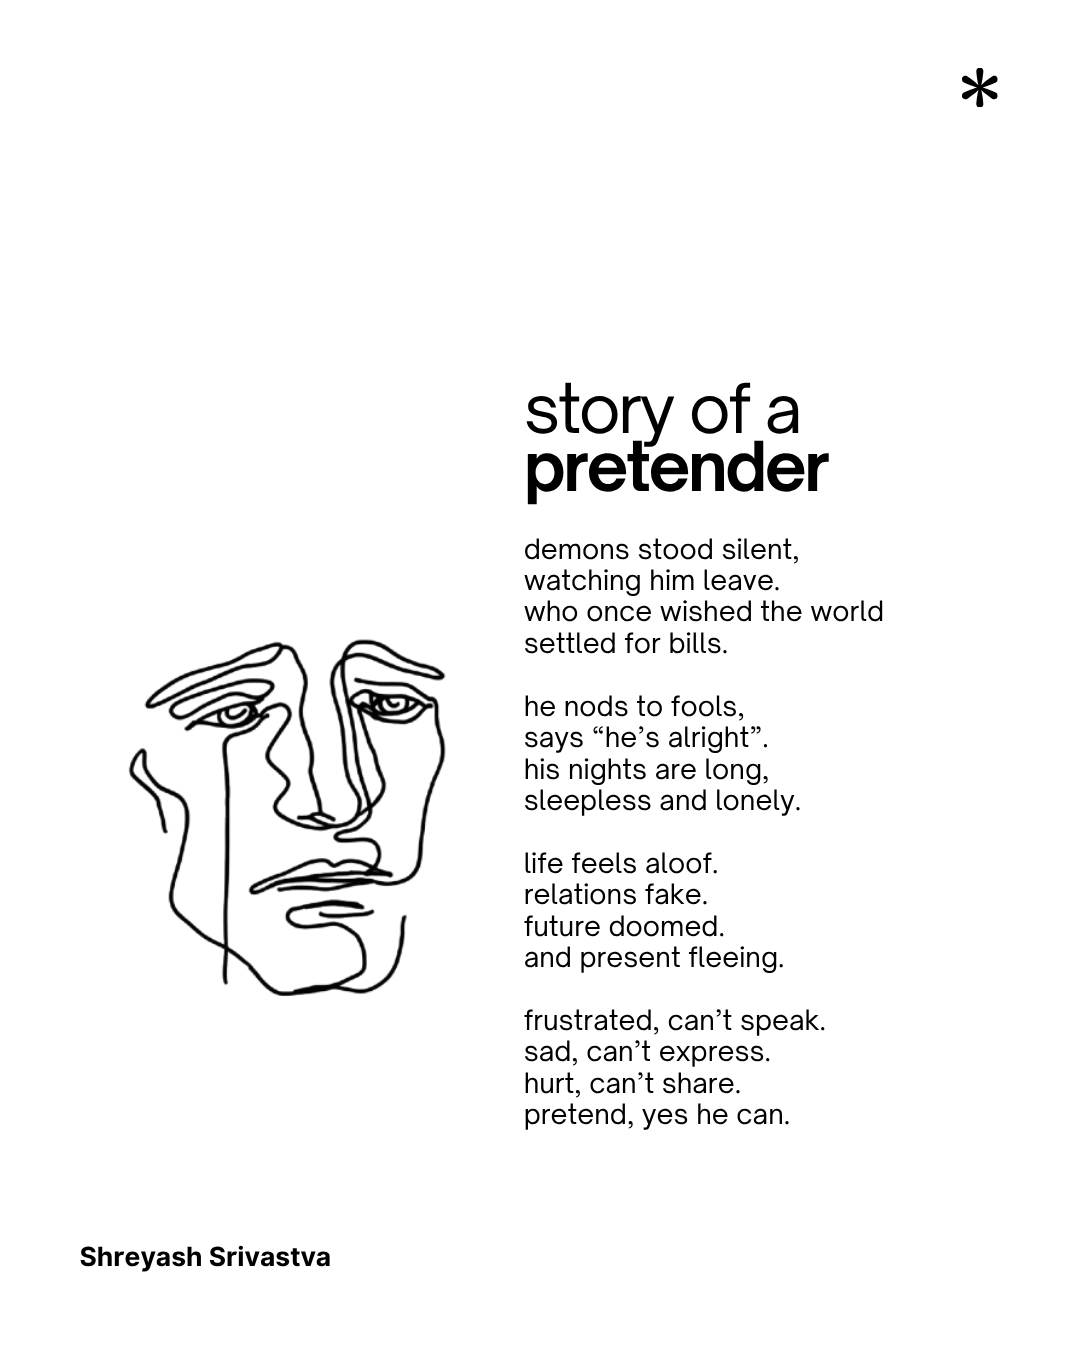 *
story of a
pretender
demons stood silent,
watching him leave.
who once wished the world
settled for bills.
he nods to fools,
says “he’s alright”.
his nights are long,
sleepless and lonely.
life feels aloof.
relations fake.
future doomed.
and present fleeing.
frustrated, can’t speak.
sad, can’t express.
hurt, can’t share.
pretend, yes he can.
Shreyash Srivastva